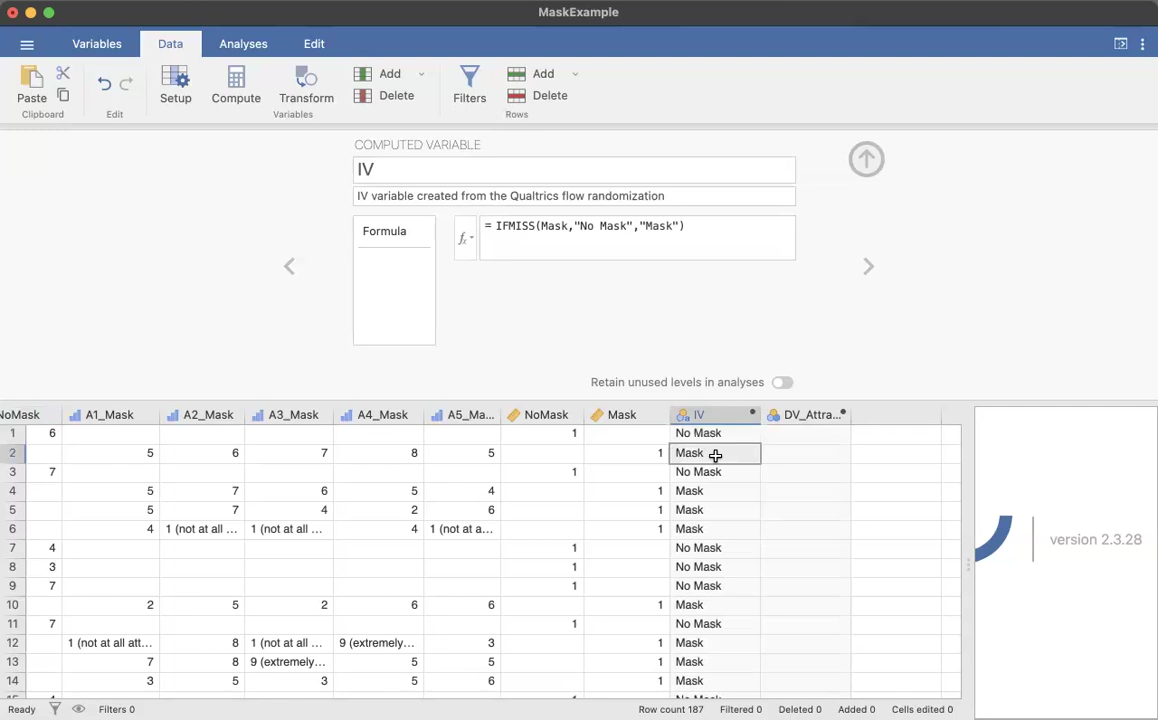 MaskExample
Variables Data Analyses Edit
Paste Setup Compute Transform Add Delete Filters Add Delete
Clipboard Edit Variables Rows
COMPUTED VARIABLE
IV
IV variable created from the Qualtrics flow randomization
Formula
fx
= IFMISS(Mask,"No Mask","Mask")
Retain unused levels in analyses
NoMask A1_Mask A2_Mask A3_Mask A4_Mask A5_Ma... NoMask Mask IV DV_Attra...
1 6 1 No Mask
2 5 6 7 8 5 1 Mask
3 7 1 No Mask
4 5 7 6 5 4 1 Mask
5 5 7 4 2 6 1 Mask
6 4 1 (not at all ... 1 (not at all ... 4 1 (not at a... 1 Mask
7 4 1 No Mask
8 3 1 No Mask
9 7 1 No Mask
10 2 5 2 6 6 1 Mask
11 7 1 No Mask
12 1 (not at all att... 8 1 (not at all ... 9 (extremely... 3 1 Mask
13 7 8 9 (extremely... 5 5 1 Mask
14 3 5 3 5 6 1 Mask
version 2.3.28
Ready Filters 0 Row count 187 Filtered 0 Deleted 0 Added 0 Cells edited 0